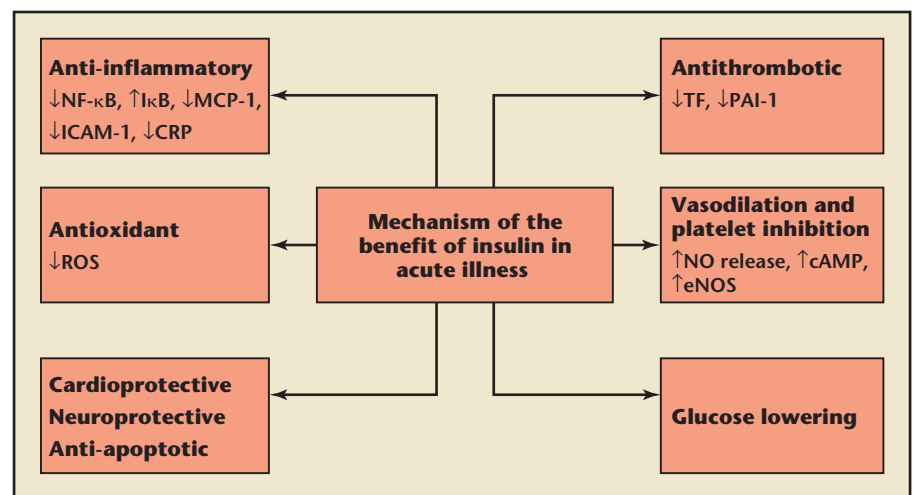 Anti-inflammatory
↓NF-κB, ↑IκB, ↓MCP-1,
↓ICAM-1, ↓CRP
Antithrombotic
↓TF, ↓PAI-1
Antioxidant
↓ROS
Mechanism of the
benefit of insulin in
acute illness
Vasodilation and
platelet inhibition
↑NO release, ↑cAMP,
↑eNOS
Cardioprotective
Neuroprotective
Anti-apoptotic
Glucose lowering